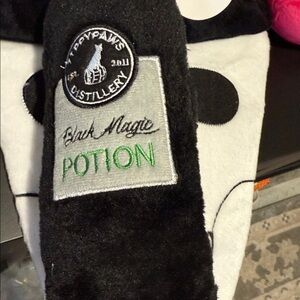 HAPPYPAWS
EST. 2011
DISTILLERY
Black Magic
POTION